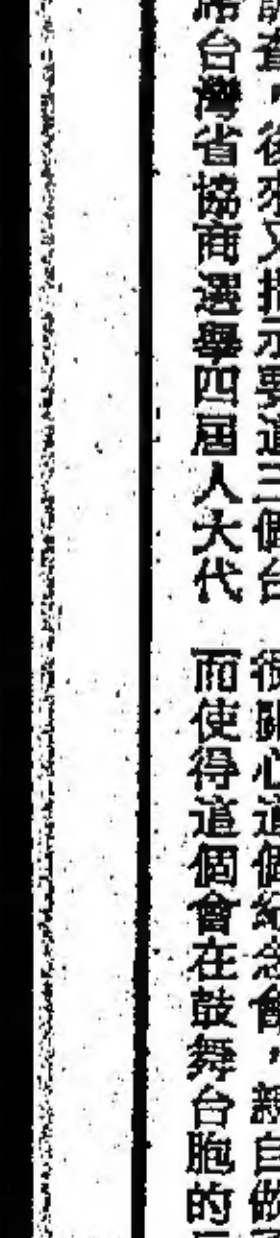 查，後來又指示要這三個台
席台灣省協商選舉四屆人大代
很關心這個紀念會，親自做
而使得這個會在鼓舞台胞的